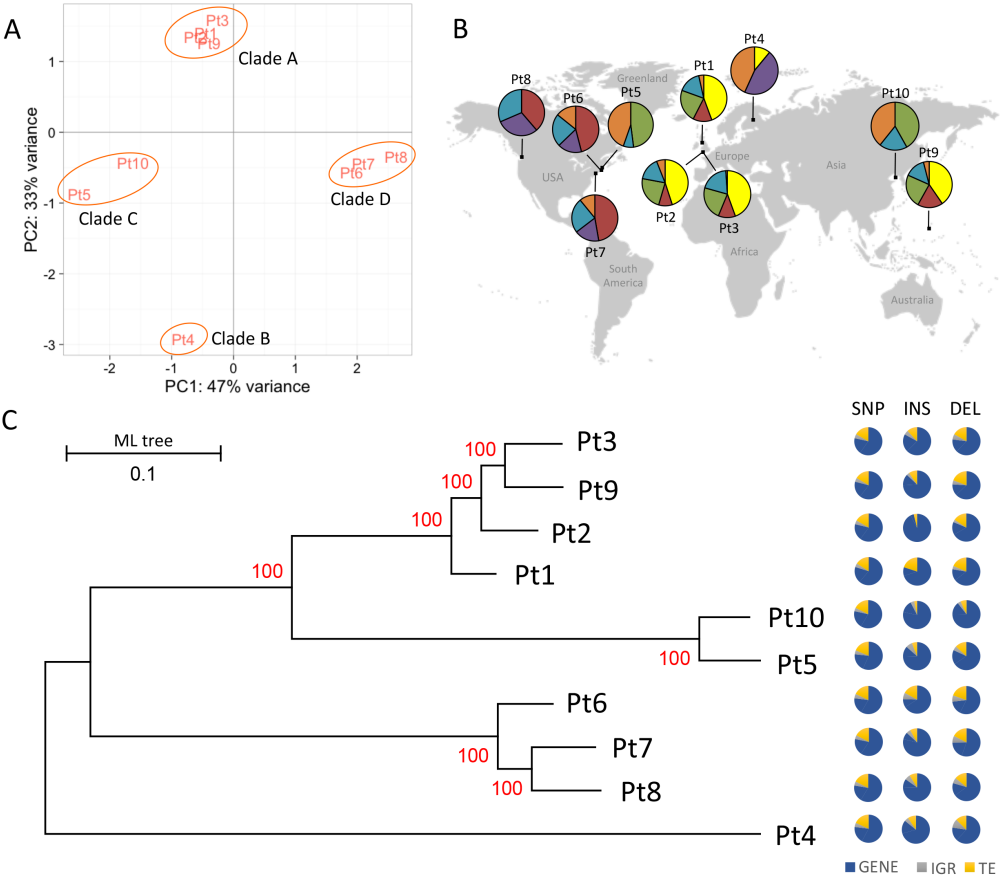 A
PC2: 33% variance
1
0
-1
-2
-3
-2
-1
0
1
2
PC1: 47% variance
Pt3
Pt1
Pt9
Clade A
Pt10
Pt5
Clade C
Pt7
Pt8
Pt6
Clade D
Pt4
Clade B
B
Pt4
Pt1
Greenland
Pt8
Pt6
Pt5
Pt10
Pt9
Europe
Asia
USA
Pt2
Pt3
Pt7
Africa
South
America
Australia
C
ML tree
0.1
SNP INS DEL
100
Pt3
100
Pt9
100
Pt2
100
Pt1
Pt10
100
Pt5
Pt6
100
Pt7
100
Pt8
Pt4
GENE IGR TE